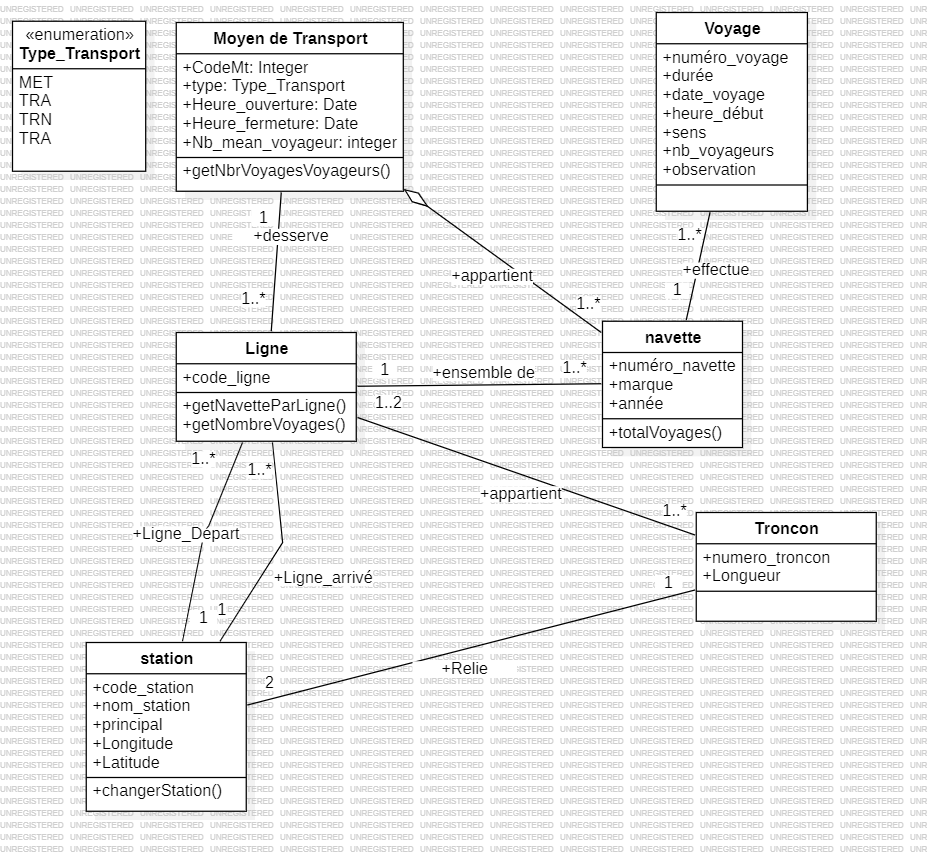 «enumeration»
Type_Transport
MET
TRA
TRN
TRA
Moyen de Transport
+CodeMt: Integer
+type: Type_Transport
+Heure_ouverture: Date
+Heure_fermeture: Date
+Nb_mean_voyageur: integer
+getNbrVoyagesVoyageurs()
Voyage
+numéro_voyage
+durée
+date_voyage
+heure_début
+sens
+nb_voyageurs
+observation
1
+desserve
1..*
+appartient
1..*
1..*
+effectue
1
Ligne
+code_ligne
+getNavetteParLigne()
+getNombreVoyages()
1
+ensemble de
1..*
navette
+numéro_navette
+marque
+année
+totalVoyages()
1..2
+appartient
1..*
1..*
+Ligne_Départ
1
1..*
+Ligne_arrivé
1
Troncon
+numero_troncon
+Longueur
1
+Relie
2
station
+code_station
+nom_station
+principal
+Longitude
+Latitude
+changerStation()
UNREGISTERED